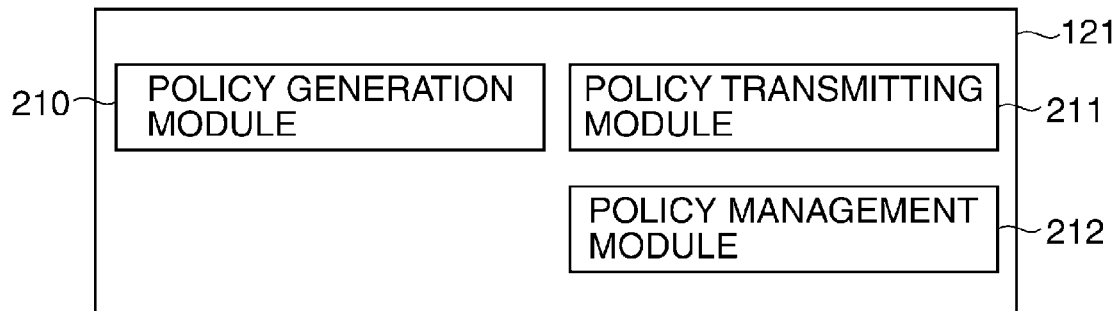 121
210
POLICY GENERATION
MODULE
POLICY TRANSMITTING
MODULE
211
POLICY MANAGEMENT
MODULE
212